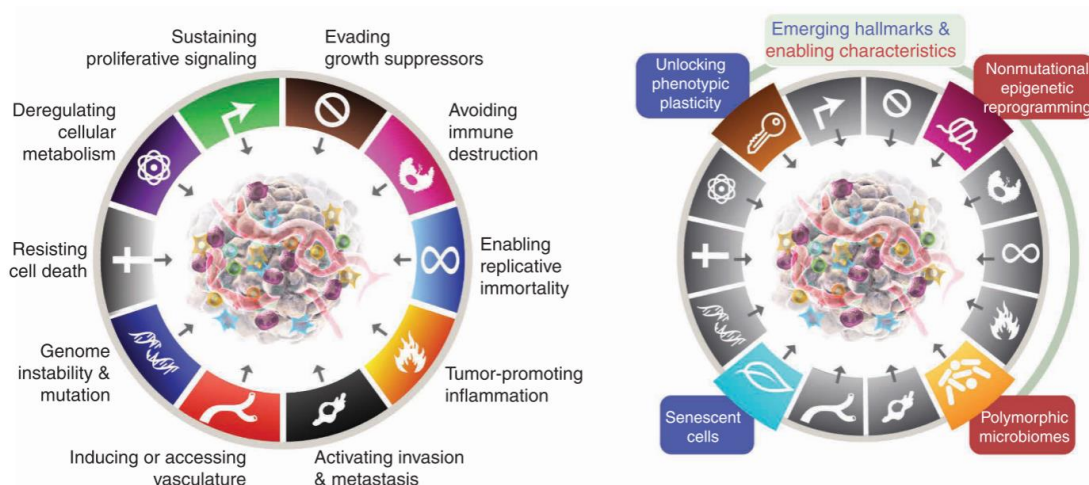 Sustaining
proliferative signaling
Evading
growth suppressors
Deregulating
cellular
metabolism
Avoiding
immune
destruction
Resisting
cell death
Enabling
replicative
immortality
Genome
instability &
mutation
Tumor-promoting
inflammation
Inducing or accessing
vasculature
Activating invasion
& metastasis
Emerging hallmarks &
enabling characteristics
Unlocking
phenotypic
plasticity
Nonmutational
epigenetic
reprogramming
Senescent
cells
Polymorphic
microbiomes